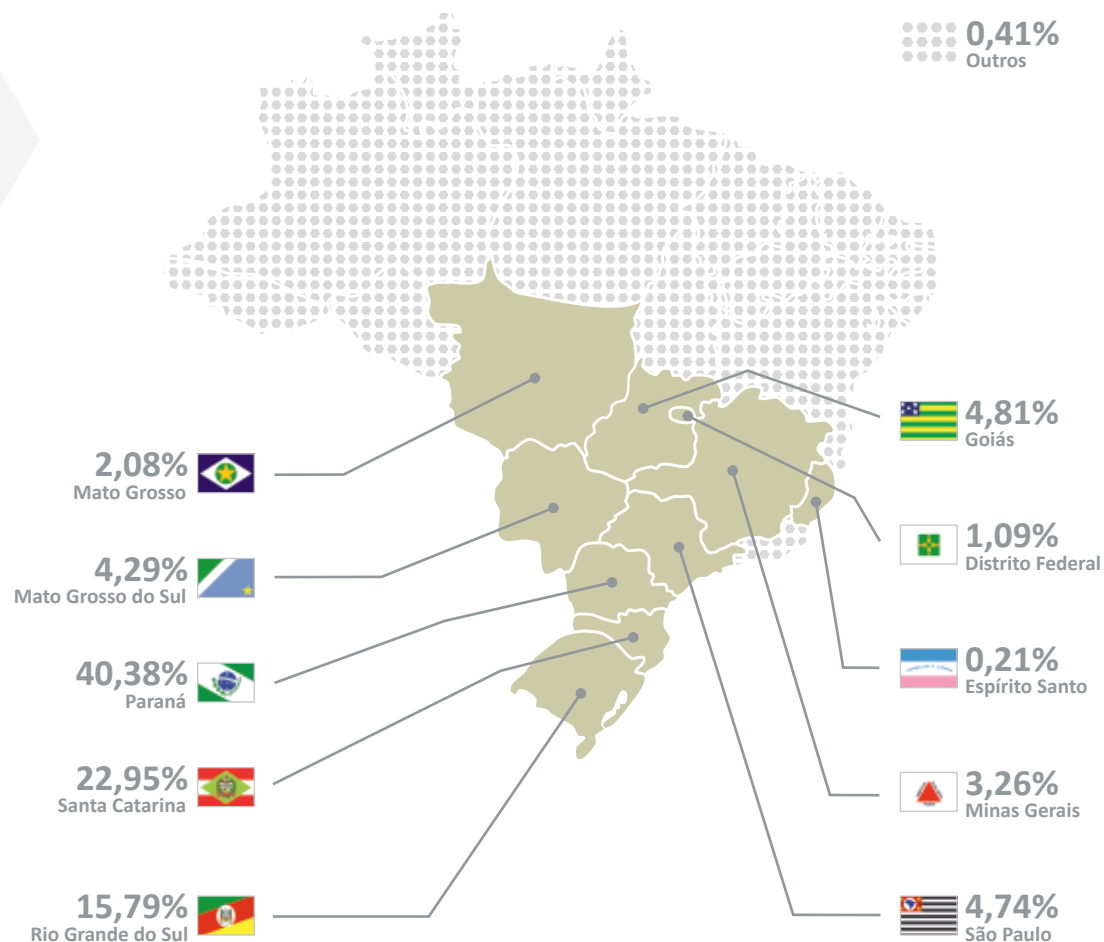 0,41%
Outros
2,08%
Mato Grosso
4,29%
Mato Grosso do Sul
40,38%
Paraná
22,95%
Santa Catarina
15,79%
Rio Grande do Sul
4,81%
Goiás
1,09%
Distrito Federal
0,21%
Espírito Santo
3,26%
Minas Gerais
4,74%
São Paulo